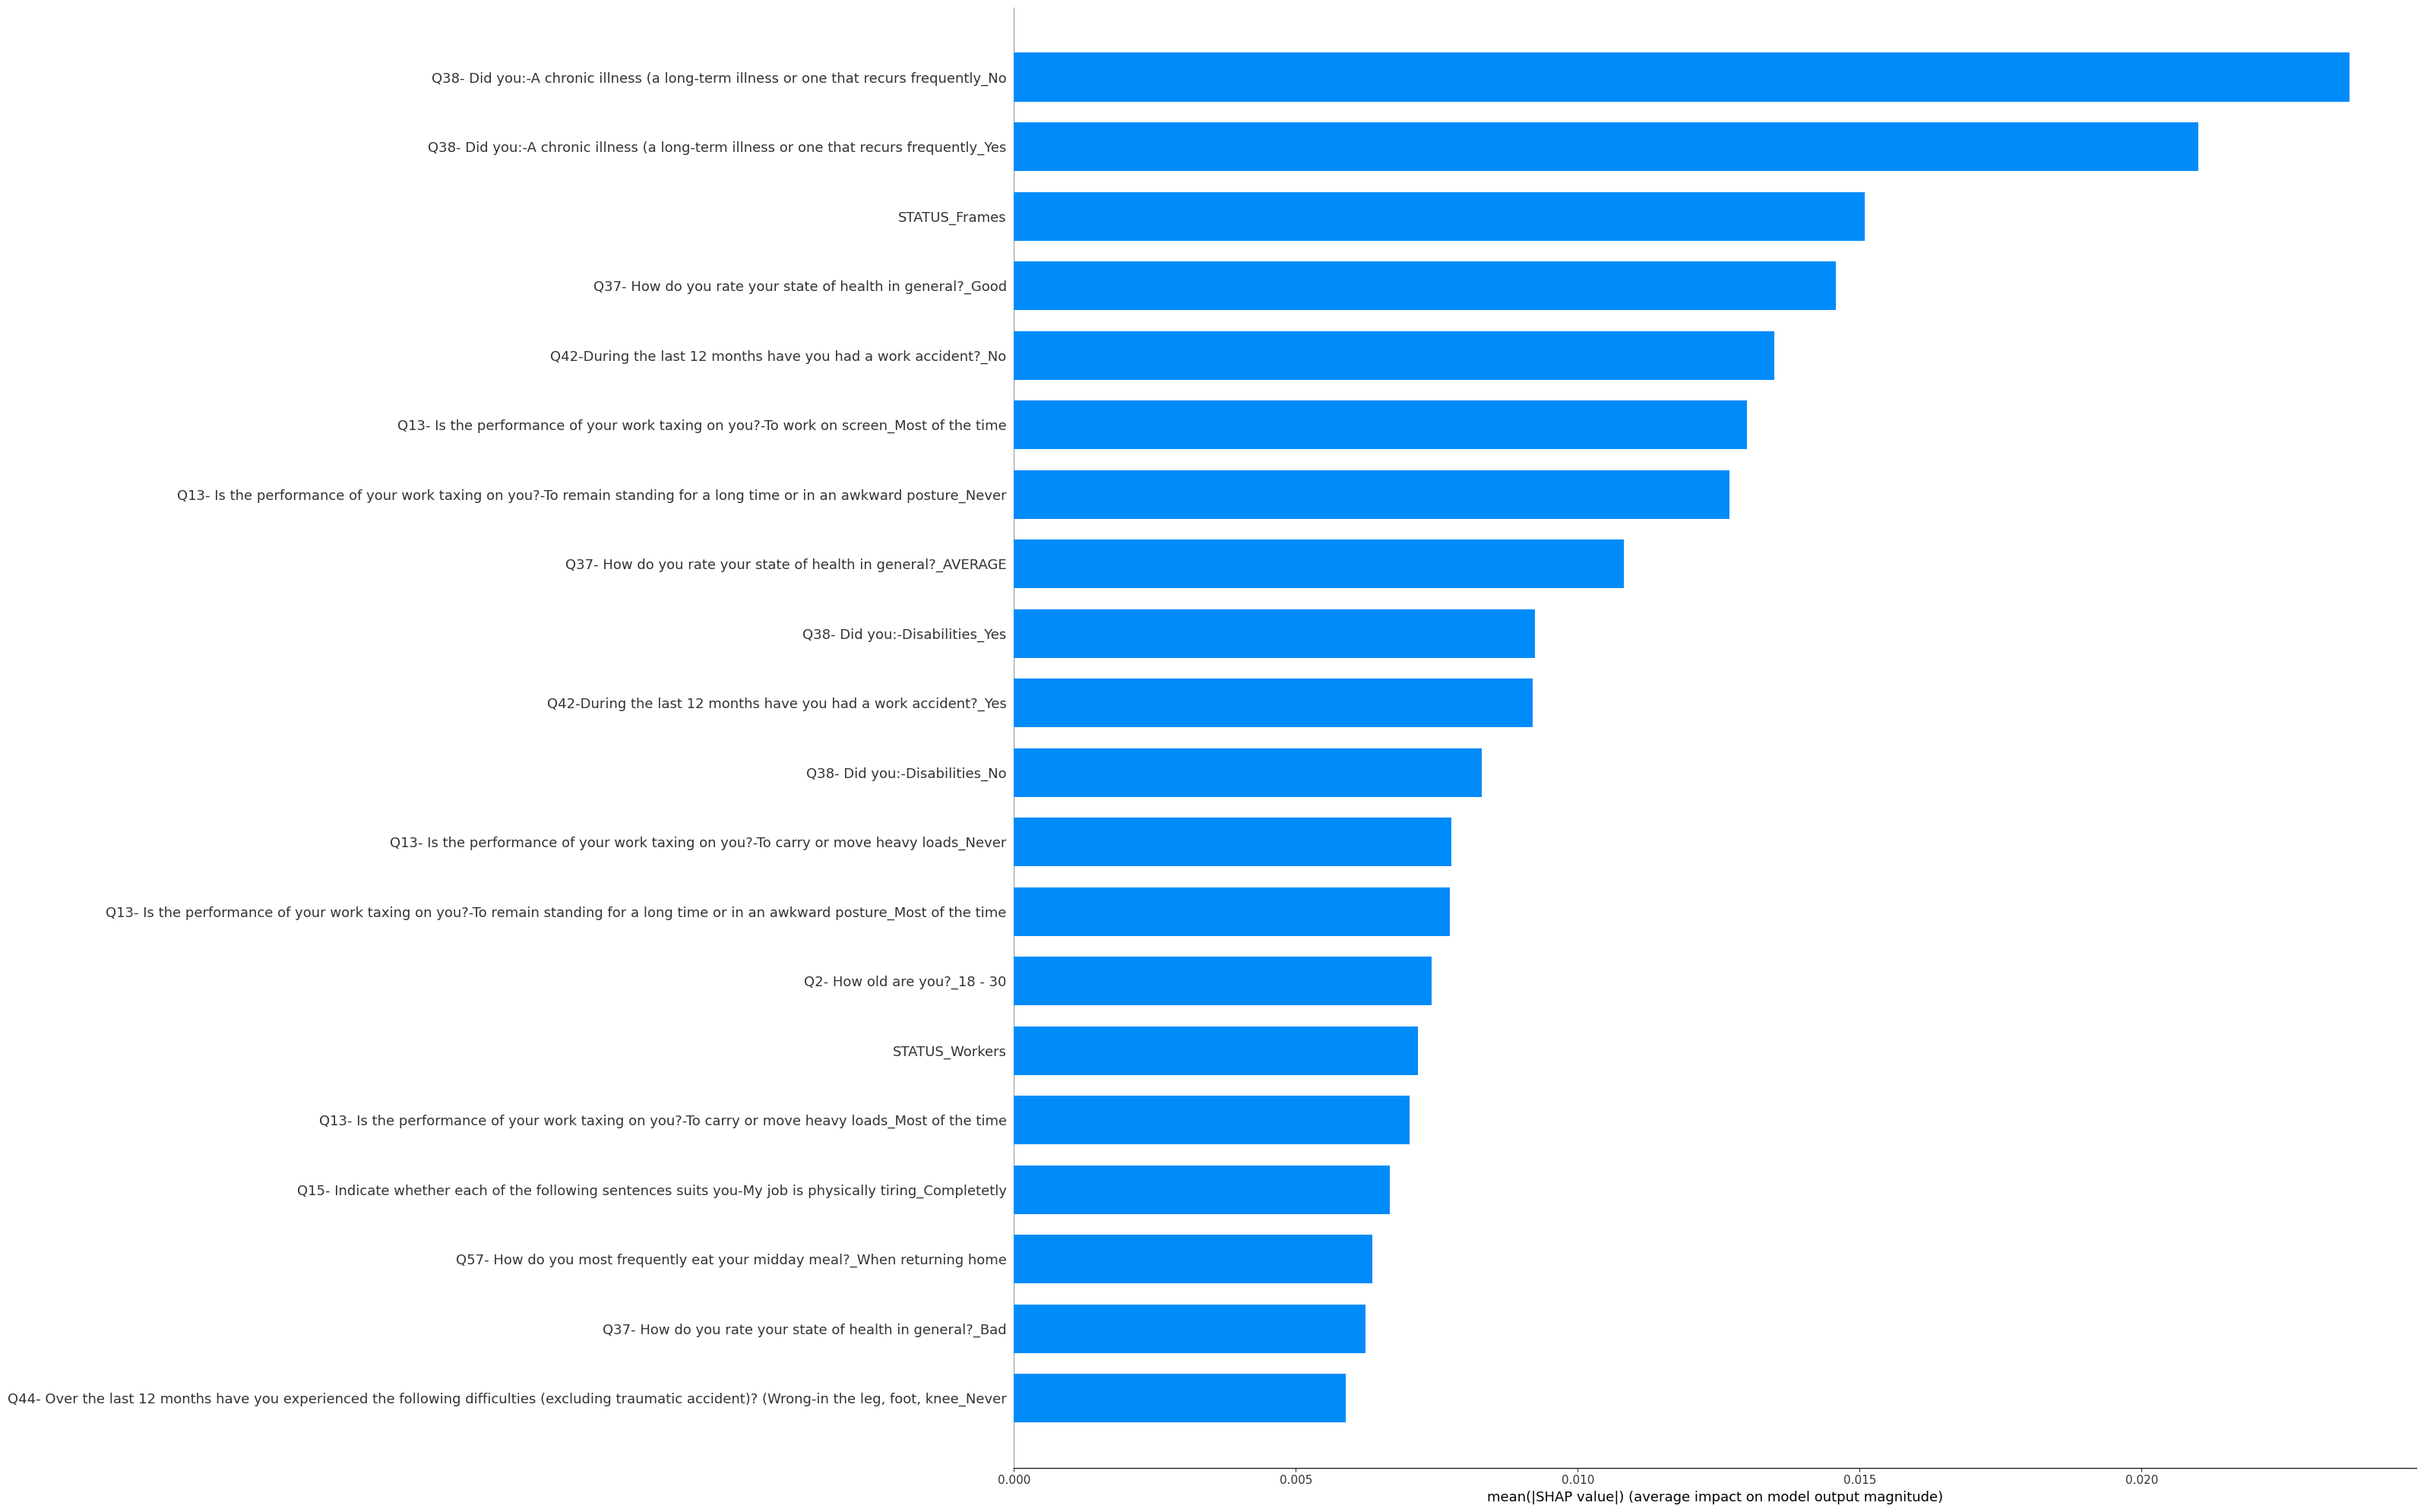 Q38- Did you:-A chronic illness (a long-term illness or one that recurs frequently_No
Q38- Did you:-A chronic illness (a long-term illness or one that recurs frequently_Yes
STATUS_Frames
Q37- How do you rate your state of health in general?_Good
Q42-During the last 12 months have you had a work accident?_No
Q13- Is the performance of your work taxing on you?-To work on screen_Most of the time
Q13- Is the performance of your work taxing on you?-To remain standing for a long time or in an awkward posture_Never
Q37- How do you rate your state of health in general?_AVERAGE
Q38- Did you:-Disabilities_Yes
Q42-During the last 12 months have you had a work accident?_Yes
Q38- Did you:-Disabilities_No
Q13- Is the performance of your work taxing on you?-To carry or move heavy loads_Never
Q13- Is the performance of your work taxing on you?-To remain standing for a long time or in an awkward posture_Most of the time
Q2- How old are you?_18 - 30
STATUS_Workers
Q13- Is the performance of your work taxing on you?-To carry or move heavy loads_Most of the time
Q15- Indicate whether each of the following sentences suits you-My job is physically tiring_Completetly
Q57- How do you most frequently eat your midday meal?_When returning home
Q37- How do you rate your state of health in general?_Bad
Q44- Over the last 12 months have you experienced the following difficulties (excluding traumatic accident)? (Wrong-in the leg, foot, knee_Never
0.000 0.005 0.010 0.015 0.020
mean(|SHAP value|) (average impact on model output magnitude)